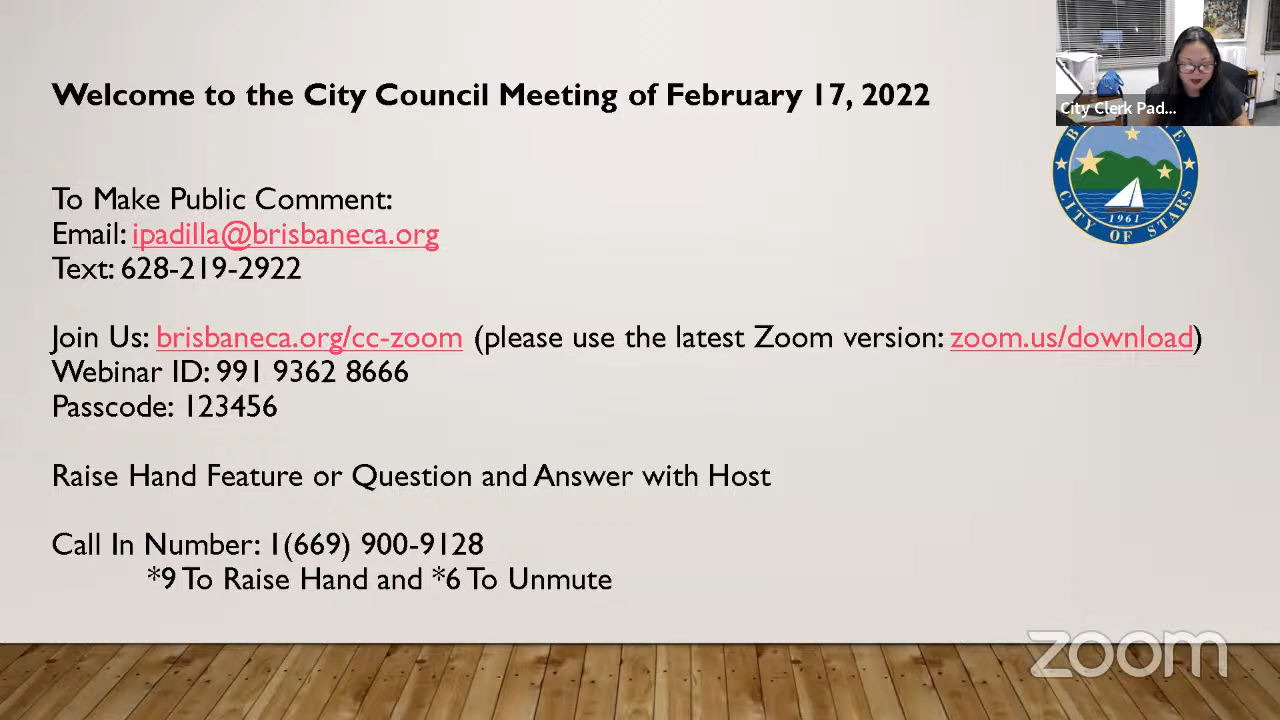 Welcome to the City Council Meeting of February 17, 2022
City Clerk Pad...
To Make Public Comment:
Email: ipadilla@brisbaneca.org
Text: 628-219-2922
CITY OF STARS
1961
Join Us: brisbaneca.org/cc-zoom (please use the latest Zoom version: zoom.us/download)
Webinar ID: 991 9362 8666
Passcode: 123456
Raise Hand Feature or Question and Answer with Host
Call In Number: 1(669) 900-9128
*9 To Raise Hand and *6 To Unmute
zoom